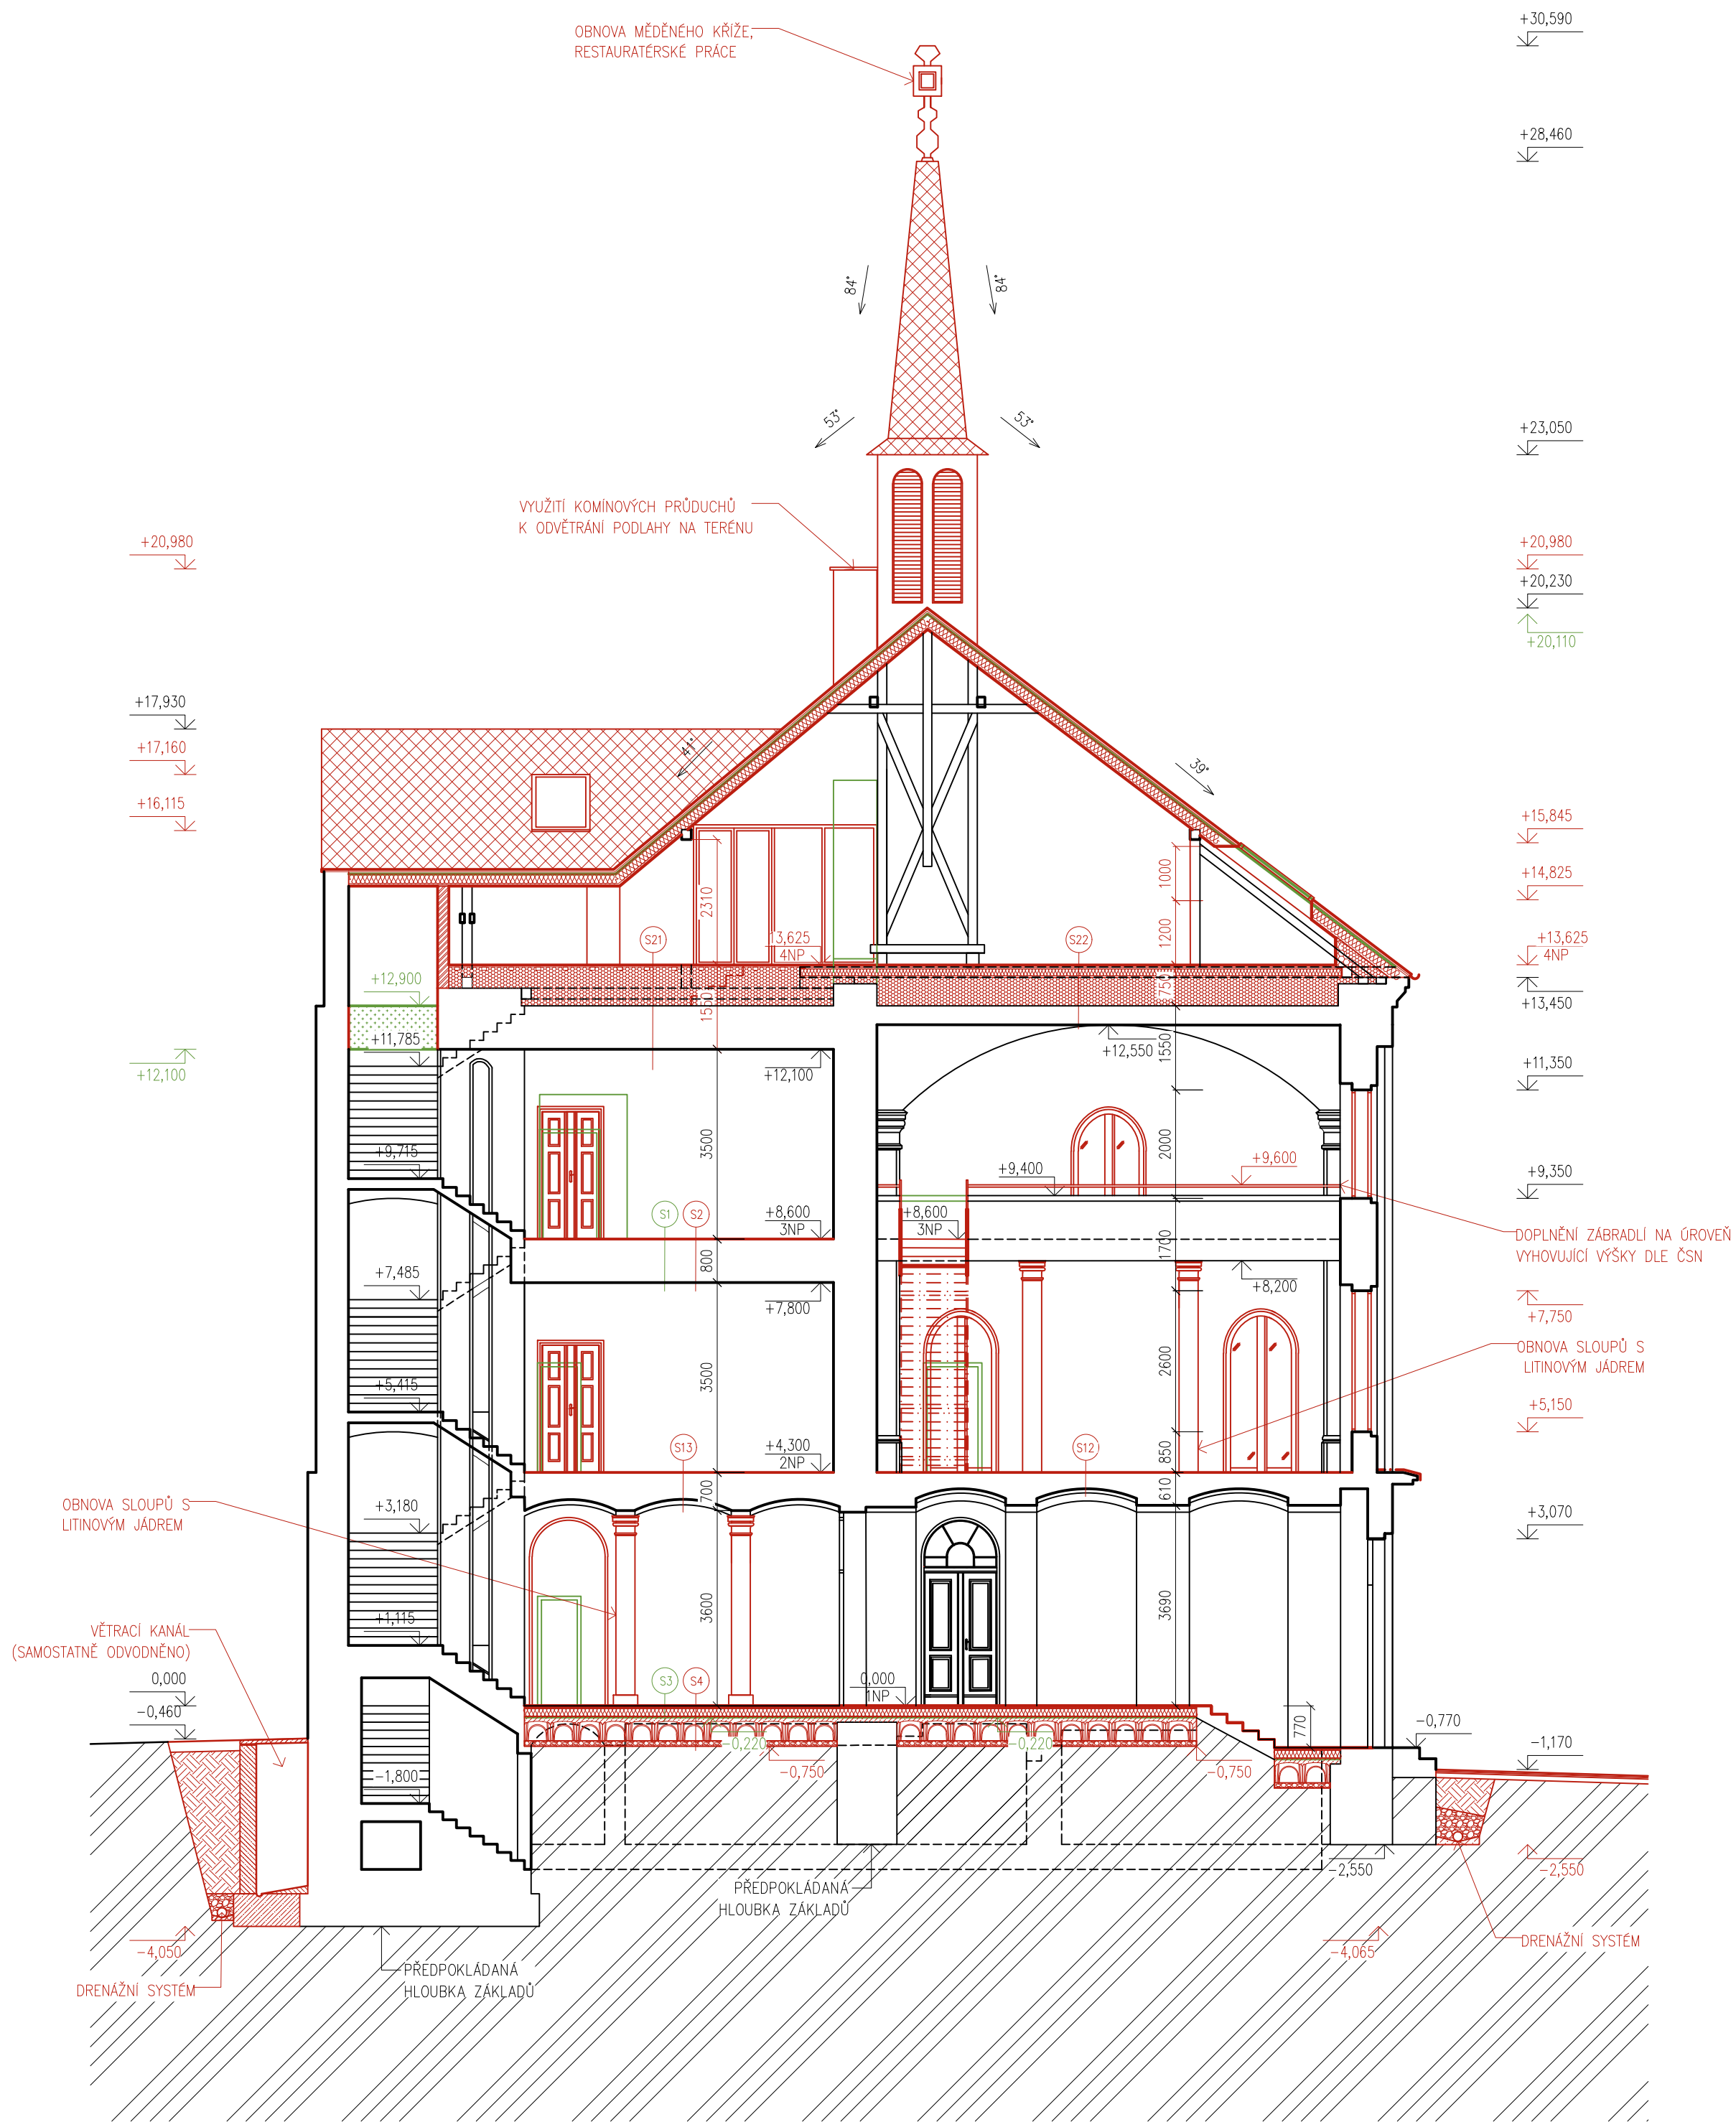 +30,590
OBNOVA MĚDĚNÉHO KŘÍŽE,
RESTAURATÉRSKÉ PRÁCE
+28,460
84°
84°
53°
53°
+23,050
VYUŽITÍ KOMÍNOVÝCH PRŮDUCHŮ
K ODVĚTRÁNÍ PODLAHY NA TERÉNU
+20,980
+20,980
+20,230
+20,110
+17,930
+17,160
+16,115
41°
39°
+15,845
+14,825
+13,625
4NP
+13,450
2310
1000
1200
S21
13,625
4NP
S22
750
1550
+12,900
+11,785
+12,100
+12,100
+12,550
1550
+11,350
3500
2000
+9,715
+9,400
+9,600
+9,350
S1
S2
+8,600
3NP
+8,600
3NP
DOPLNĚNÍ ZÁBRADLÍ NA ÚROVEŇ
VYHOVUJÍCÍ VÝŠKY DLE ČSN
800
1700
+7,485
+7,800
+8,200
+7,750
OBNOVA SLOUPŮ S
LITINOVÝM JÁDREM
3500
2600
+5,415
+5,150
S13
+4,300
2NP
S12
850
700
610
OBNOVA SLOUPŮ S
LITINOVÝM JÁDREM
+3,180
+3,070
3600
3690
+1,115
VĚTRACÍ KANÁL
(SAMOSTATNĚ ODVODNĚNO)
0,000
-0,460
S3
S4
0,000
1NP
770
-0,770
-0,220
-0,220
-0,750
-0,750
-1,170
-1,800
-2,550
-2,550
PŘEDPOKLÁDANÁ
HLOUBKA ZÁKLADŮ
-4,050
-4,065
DRENÁŽNÍ SYSTÉM
PŘEDPOKLÁDANÁ
HLOUBKA ZÁKLADŮ
DRENÁŽNÍ SYSTÉM